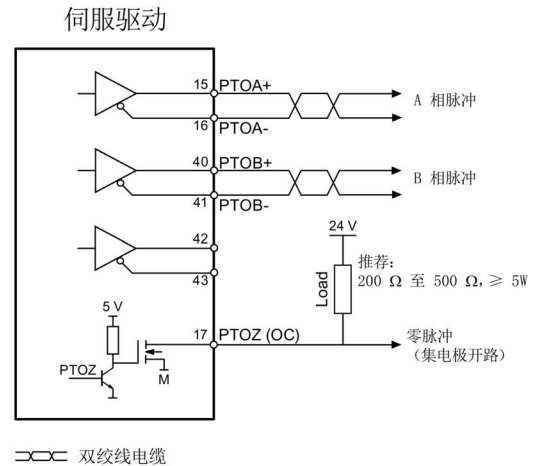 伺服驱动
15 PTOA+
A 相脉冲
16 PTOA-
40 PTOB+
B 相脉冲
41 PTOB-
42
43
24 V
推荐:
Load
200 Ω 至 500 Ω, ≥ 5W
5 V
17 PTOZ (OC)
零脉冲
(集电极开路)
PTOZ
M
双绞线电缆